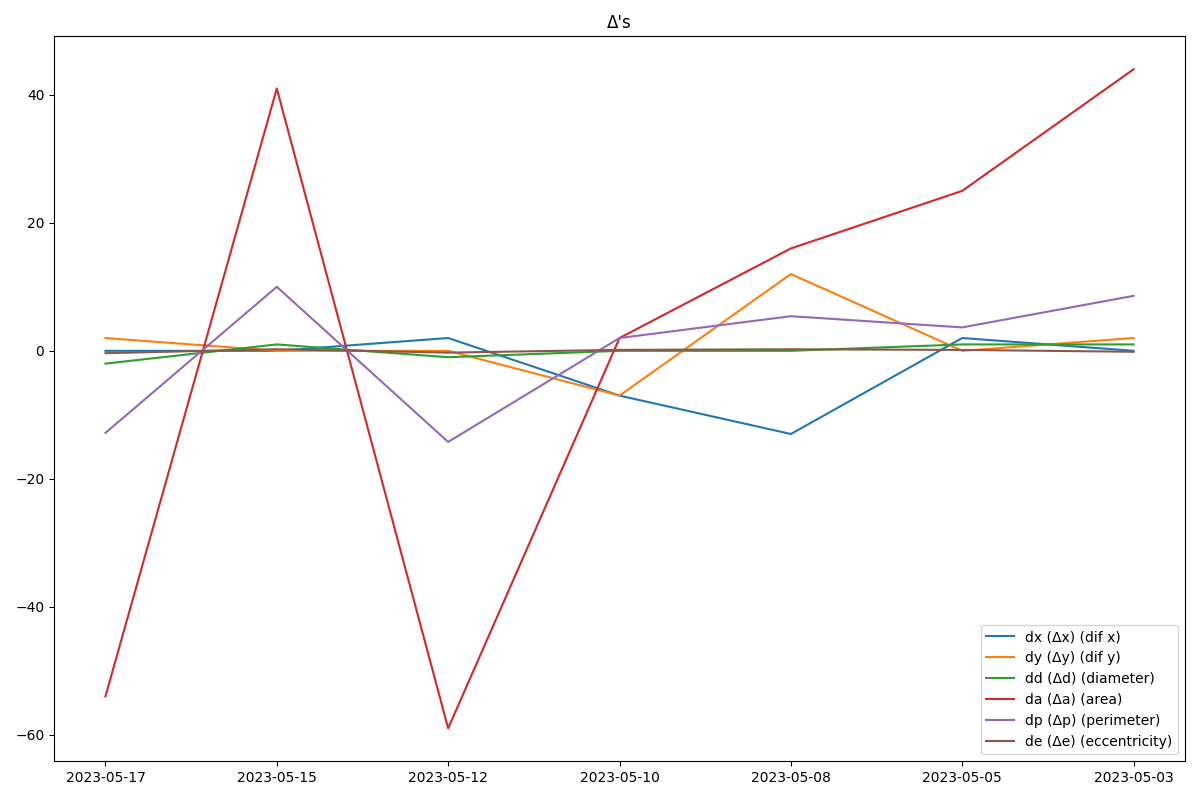 Δ's
40
20
0
−20
−40
−60
2023-05-17 2023-05-15 2023-05-12 2023-05-10 2023-05-08 2023-05-05 2023-05-03
dx (Δx) (dif x)
dy (Δy) (dif y)
dd (Δd) (diameter)
da (Δa) (area)
dp (Δp) (perimeter)
de (Δe) (eccentricity)